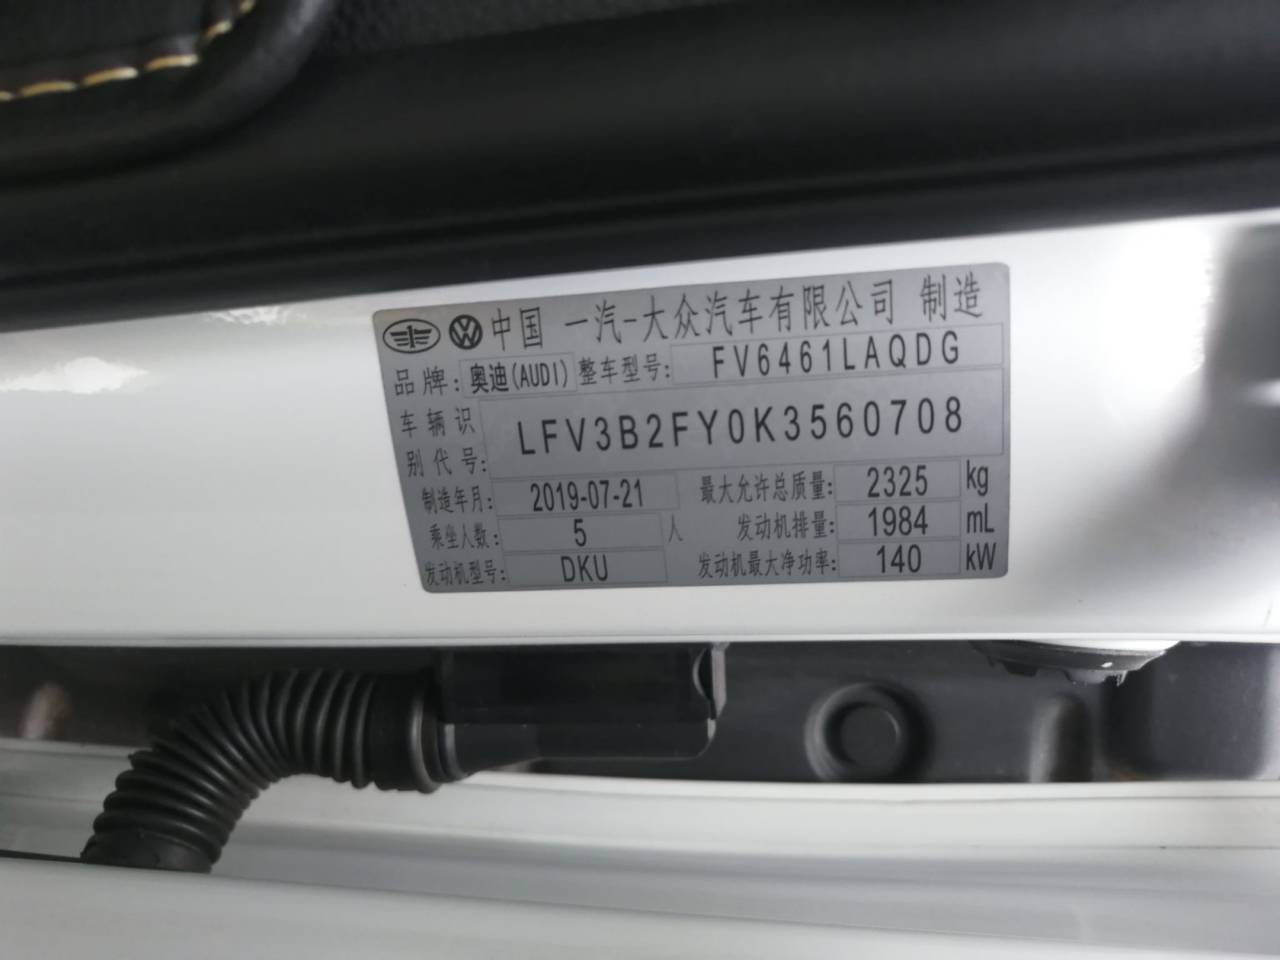 中国 一汽-大众汽车有限公司 制造
品牌: 奥迪(AUDI) 整车型号: FV6461LAQDG
车辆识别代号: LFV3B2FY0K3560708
制造年月: 2019-07-21 最大允许总质量: 2325 kg
乘坐人数: 5 人 发动机排量: 1984 mL
发动机型号: DKU 发动机最大净功率: 140 kW